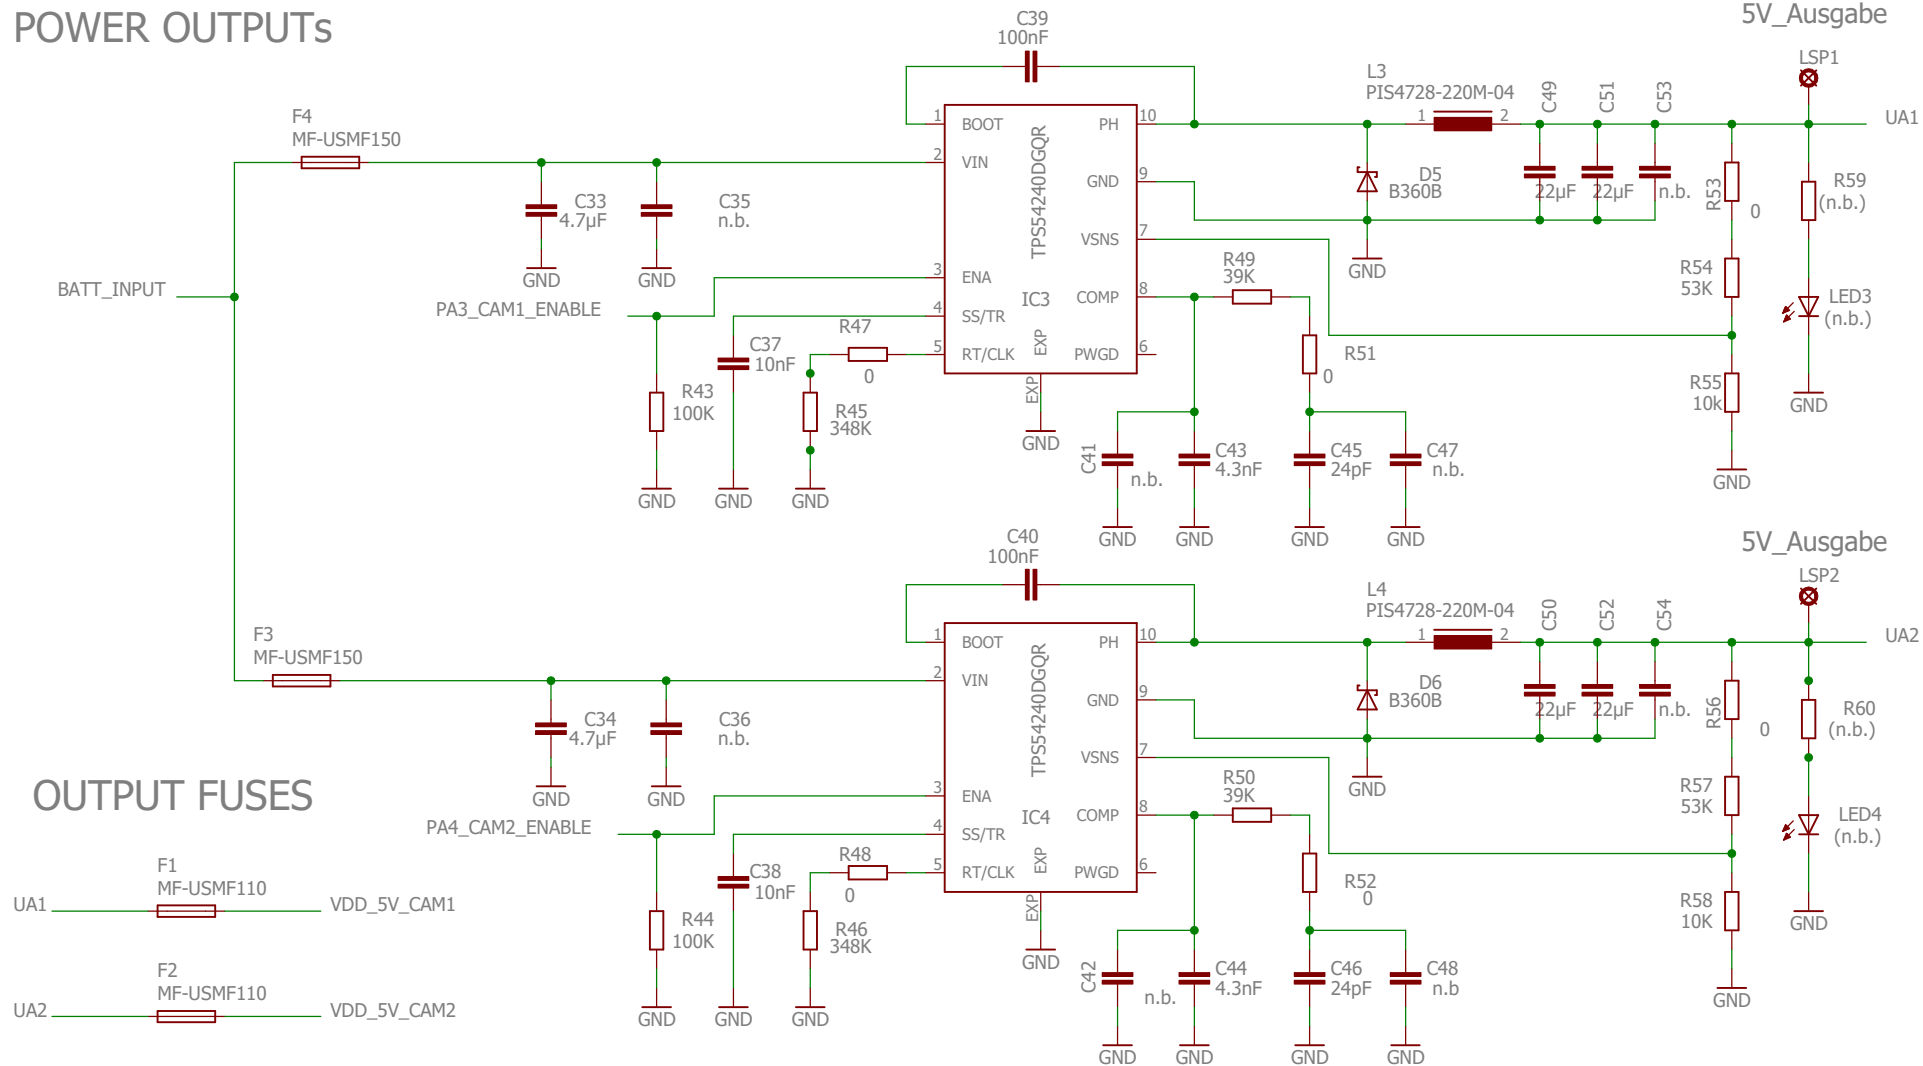 POWER OUTPUTs
5V_Ausgabe
C39
100nF
LSP1
L3
PIS4728-220M-04
C49
C51
C53
F4
MF-USMF150
1
BOOT
PH
10
1
2
UA1
2
VIN
GND
9
TPS54240DGQR
D5
B360B
22µF
22µF
n.b.
R53
0
R59
(n.b.)
C33
4.7µF
C35
n.b.
VSNS
7
GND
GND
R49
39K
GND
R54
53K
BATT_INPUT
PA3_CAM1_ENABLE
3
ENA
IC3
COMP
8
LED3
(n.b.)
4
SS/TR
C37
10nF
R47
0
5
RT/CLK
EXP
PWGD
6
R51
0
R43
100K
R45
348K
EXP
GND
R55
10k
GND
C41
n.b.
C43
4.3nF
C45
24pF
C47
n.b.
GND
GND
GND
GND
GND
GND
GND
GND
C40
100nF
5V_Ausgabe
LSP2
L4
PIS4728-220M-04
C50
C52
C54
F3
MF-USMF150
1
BOOT
PH
10
1
2
UA2
2
VIN
GND
9
TPS54240DGQR
D6
B360B
22µF
22µF
n.b.
R56
0
R60
(n.b.)
C34
4.7µF
C36
n.b.
VSNS
7
GND
GND
R50
39K
GND
R57
53K
OUTPUT FUSES
PA4_CAM2_ENABLE
3
ENA
IC4
COMP
8
LED4
(n.b.)
4
SS/TR
C38
10nF
R48
0
5
RT/CLK
EXP
PWGD
6
R52
0
F1
MF-USMF110
UA1
VDD_5V_CAM1
R44
100K
R46
348K
EXP
GND
R58
10K
GND
F2
MF-USMF110
UA2
VDD_5V_CAM2
C42
n.b.
C44
4.3nF
C46
24pF
C48
n.b
GND
GND
GND
GND
GND
GND
GND
GND